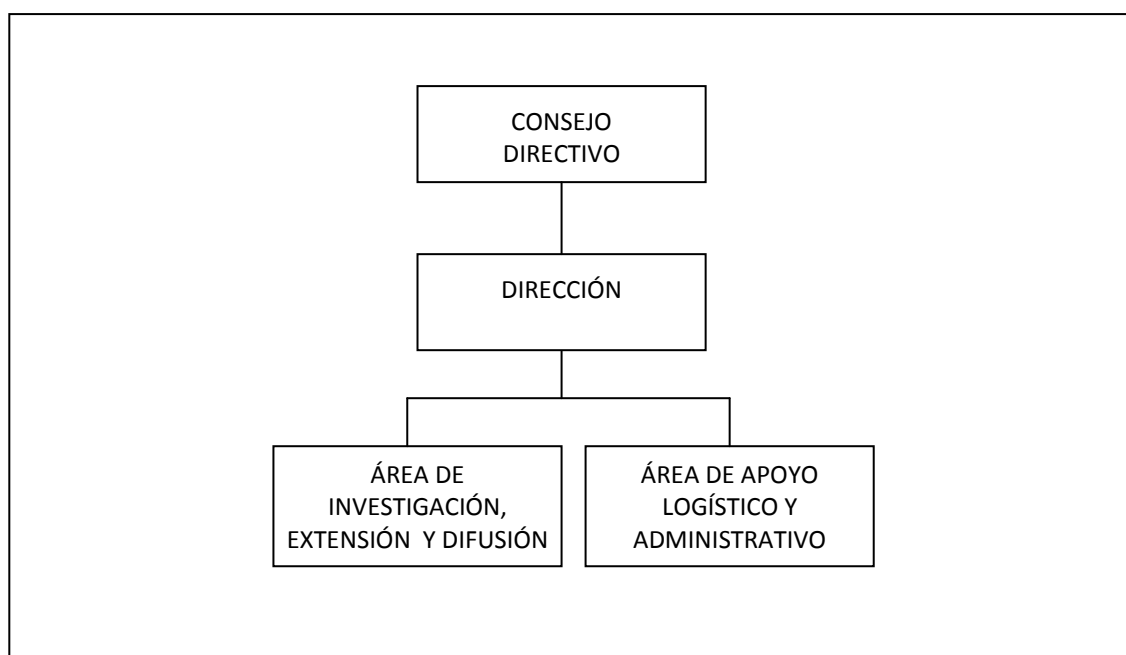 CONSEJO
DIRECTIVO
DIRECCIÓN
ÁREA DE
INVESTIGACIÓN,
EXTENSIÓN Y DIFUSIÓN
ÁREA DE APOYO
LOGÍSTICO Y
ADMINISTRATIVO